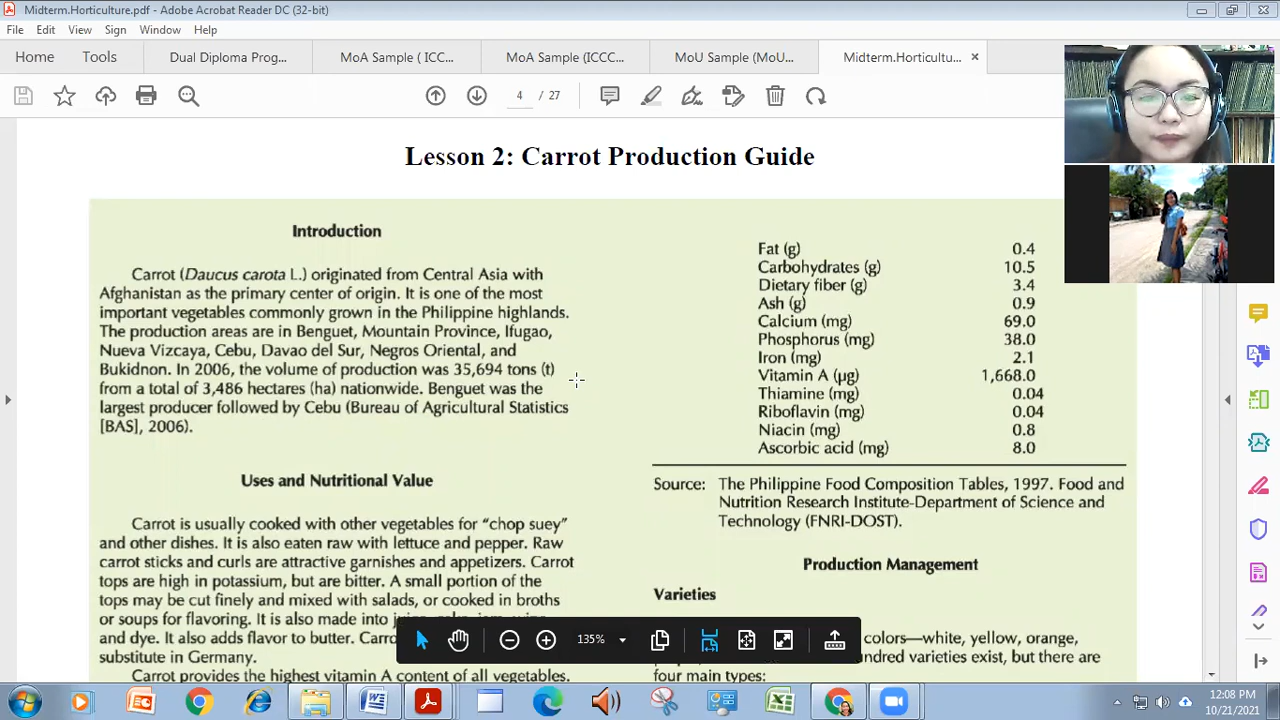 Midterm.Horticulture.pdf - Adobe Acrobat Reader DC (32-bit)
File Edit View Sign Window Help
Home Tools Dual Diploma Prog... MoA Sample ( ICC... MoA Sample (ICCC... MoU Sample (MoU... Midterm.Horticultu...
4 / 27
Lesson 2: Carrot Production Guide
Introduction
Carrot (Daucus carota L.) originated from Central Asia with
Afghanistan as the primary center of origin. It is one of the most
important vegetables commonly grown in the Philippine highlands.
The production areas are in Benguet, Mountain Province, Ifugao,
Nueva Vizcaya, Cebu, Davao del Sur, Negros Oriental, and
Bukidnon. In 2006, the volume of production was 35,694 tons (t)
from a total of 3,486 hectares (ha) nationwide. Benguet was the
largest producer followed by Cebu (Bureau of Agricultural Statistics
[BAS], 2006).
Uses and Nutritional Value
Carrot is usually cooked with other vegetables for “chop suey”
and other dishes. It is also eaten raw with lettuce and pepper. Raw
carrot sticks and curls are attractive garnishes and appetizers. Carrot
tops are high in potassium, but are bitter. A small portion of the
tops may be cut finely and mixed with salads, or cooked in broths
or soups for flavoring. It is also made into
and dye. It also adds flavor to butter.
substitute in Germany.
Carrot provides the highest vitamin A content of all vegetables.
Fat (g) 0.4
Carbohydrates (g) 10.5
Dietary fiber (g) 3.4
Ash (g) 0.9
Calcium (mg) 69.0
Phosphorus (mg) 38.0
Iron (mg) 2.1
Vitamin A (µg) 1,668.0
Thiamine (mg) 0.04
Riboflavin (mg) 0.04
Niacin (mg) 0.8
Ascorbic acid (mg) 8.0
Source: The Philippine Food Composition Tables, 1997. Food and
Nutrition Research Institute-Department of Science and
Technology (FNRI-DOST).
Production Management
Varieties
colors—white, yellow, orange,
varieties exist, but there are
four main types:
135%
12:08 PM
10/21/2021